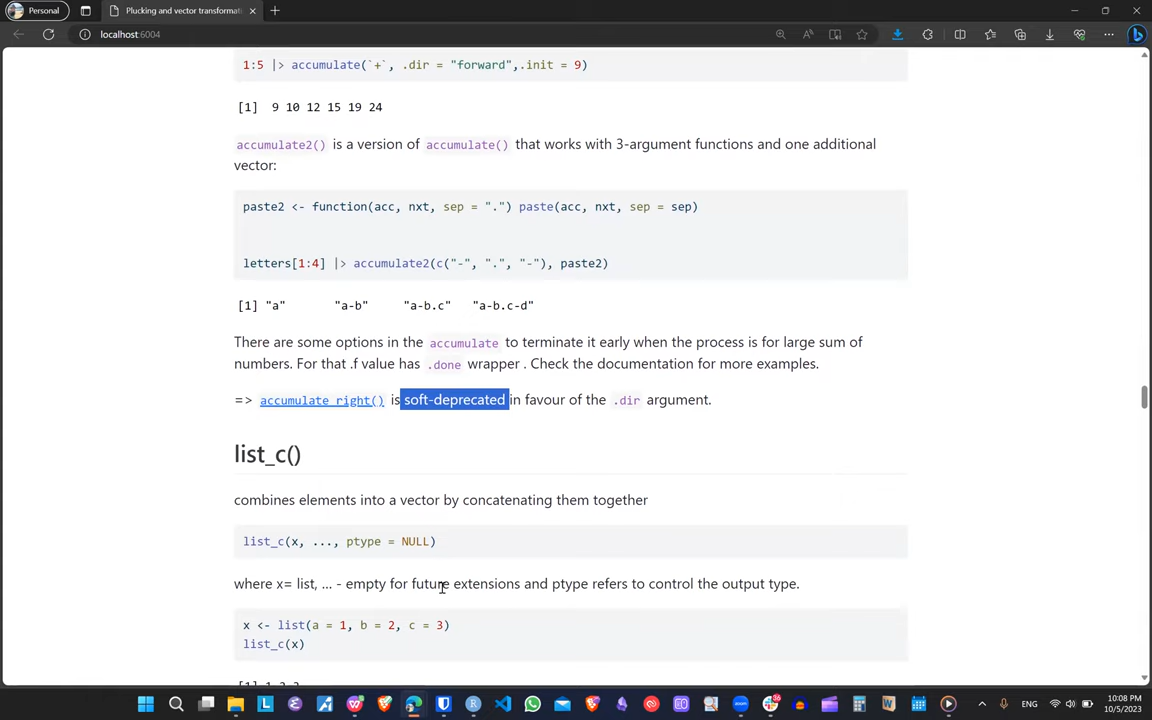 Personal
Plucking and vector transformati
localhost:6004
1:5 |> accumulate(`+`, .dir = "forward",.init = 9)
[1] 9 10 12 15 19 24
accumulate2() is a version of accumulate() that works with 3-argument functions and one additional
vector:
paste2 <- function(acc, nxt, sep = ".") paste(acc, nxt, sep = sep)
letters[1:4] |> accumulate2(c("-", ".", "-"), paste2)
[1] "a" "a-b" "a-b.c" "a-b.c-d"
There are some options in the accumulate to terminate it early when the process is for large sum of
numbers. For that .f value has .done wrapper . Check the documentation for more examples.
=> accumulate_right() is soft-deprecated in favour of the .dir argument.
list_c()
combines elements into a vector by concatenating them together
list_c(x, ..., ptype = NULL)
where x= list, ... - empty for future extensions and ptype refers to control the output type.
x <- list(a = 1, b = 2, c = 3)
list_c(x)
[1] 1 2 3
36
ENG
10:08 PM
10/5/2023